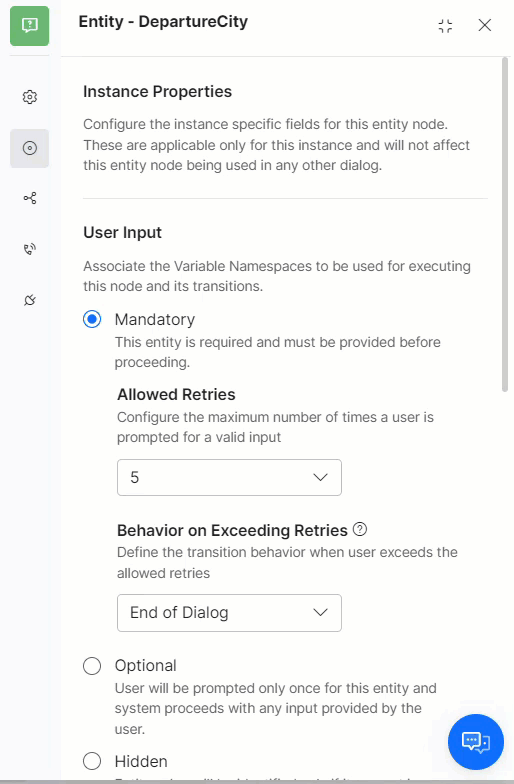 Entity - DepartureCity
Instance Properties
Configure the instance specific fields for this entity node.
These are applicable only for this instance and will not affect
this entity node being used in any other dialog.
User Input
Associate the Variable Namespaces to be used for executing
this node and its transitions.
Mandatory
This entity is required and must be provided before
proceeding.
Allowed Retries
Configure the maximum number of times a user is
prompted for a valid input
5
Behavior on Exceeding Retries
Define the transition behavior when user exceeds the
allowed retries
End of Dialog
Optional
User will be prompted only once for this entity and
system proceeds with any input provided by the
user.
Hidden